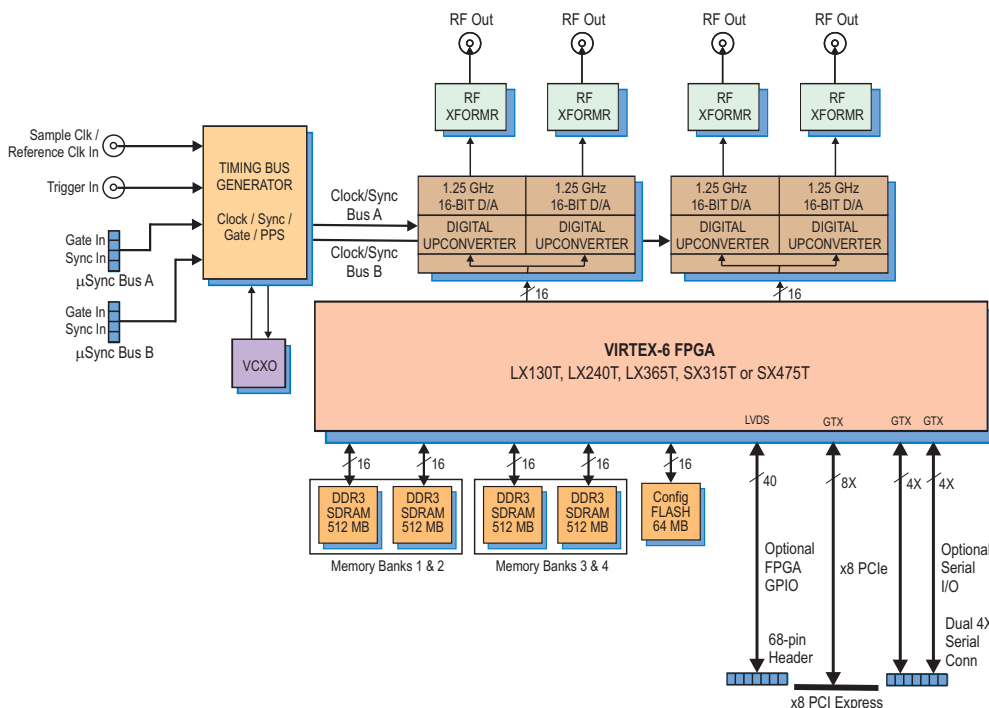 RF Out
RF Out
RF Out
RF Out
RF
XFORMR
RF
XFORMR
RF
XFORMR
RF
XFORMR
Sample Clk /
Reference Clk In
Trigger In
TIMING BUS
GENERATOR
Clock / Sync /
Gate / PPS
Gate In
Sync In
μSync Bus A
Gate In
Sync In
μSync Bus B
VCXO
Clock/Sync
Bus A
Clock/Sync
Bus B
1.25 GHz
16-BIT D/A
1.25 GHz
16-BIT D/A
DIGITAL
UPCONVERTER
DIGITAL
UPCONVERTER
1.25 GHz
16-BIT D/A
1.25 GHz
16-BIT D/A
DIGITAL
UPCONVERTER
DIGITAL
UPCONVERTER
16
16
VIRTEX-6 FPGA
LX130T, LX240T, LX365T, SX315T or SX475T
LVDS
GTX
GTX
GTX
16
16
16
16
16
40
8X
4X
4X
DDR3
SDRAM
512 MB
DDR3
SDRAM
512 MB
DDR3
SDRAM
512 MB
DDR3
SDRAM
512 MB
Config
FLASH
64 MB
Memory Banks 1 & 2
Memory Banks 3 & 4
Optional
FPGA
GPIO
x8 PCIe
Optional
Serial
I/O
68-pin
Header
Dual 4X
Serial
Conn
x8 PCI Express